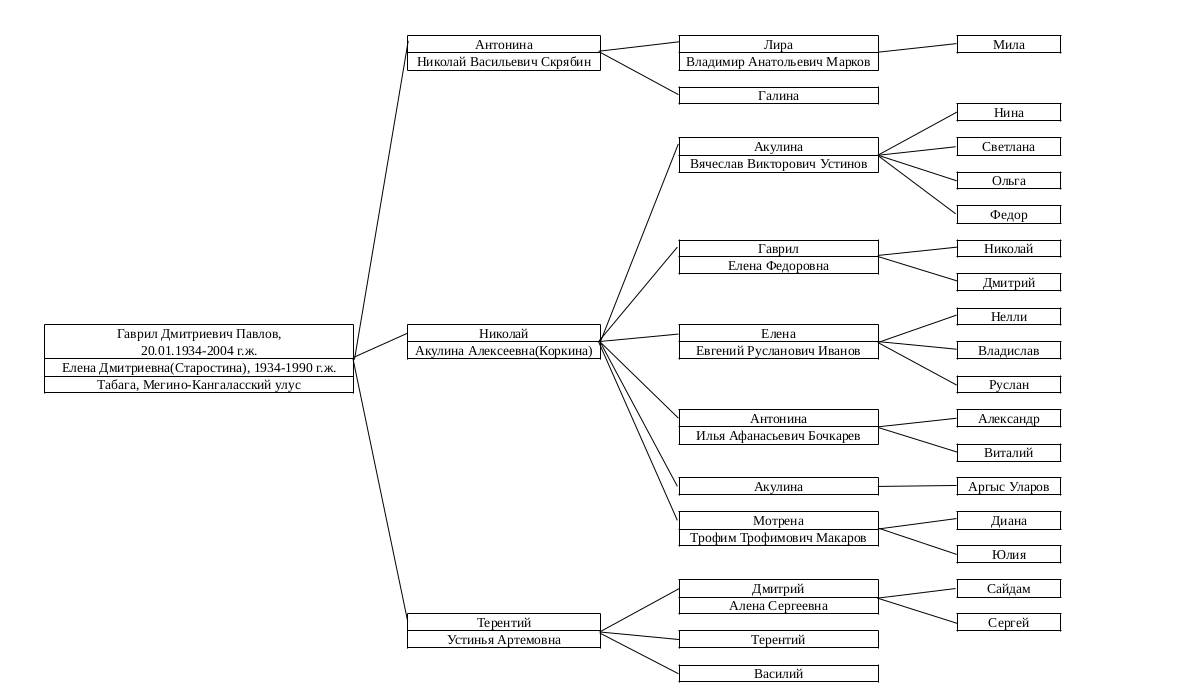 Гаврил Дмитриевич Павлов,
20.01.1934-2004 г.ж.
Елена Дмитриевна(Старостина), 1934-1990 г.ж.
Табага, Мегино-Кангаласский улус
Антонина
Николай Васильевич Скрябин
Лира
Владимир Анатольевич Марков
Мила
Галина
Николай
Акулина Алексеевна(Коркина)
Акулина
Вячеслав Викторович Устинов
Нина
Светлана
Ольга
Федор
Гаврил
Елена Федоровна
Николай
Дмитрий
Елена
Евгений Русланович Иванов
Нелли
Владислав
Руслан
Антонина
Илья Афанасьевич Бочкарев
Александр
Виталий
Акулина
Аргыс Уларов
Мотрена
Трофим Трофимович Макаров
Диана
Юлия
Терентий
Устинья Артемовна
Дмитрий
Алена Сергеевна
Сайдам
Сергей
Терентий
Василий